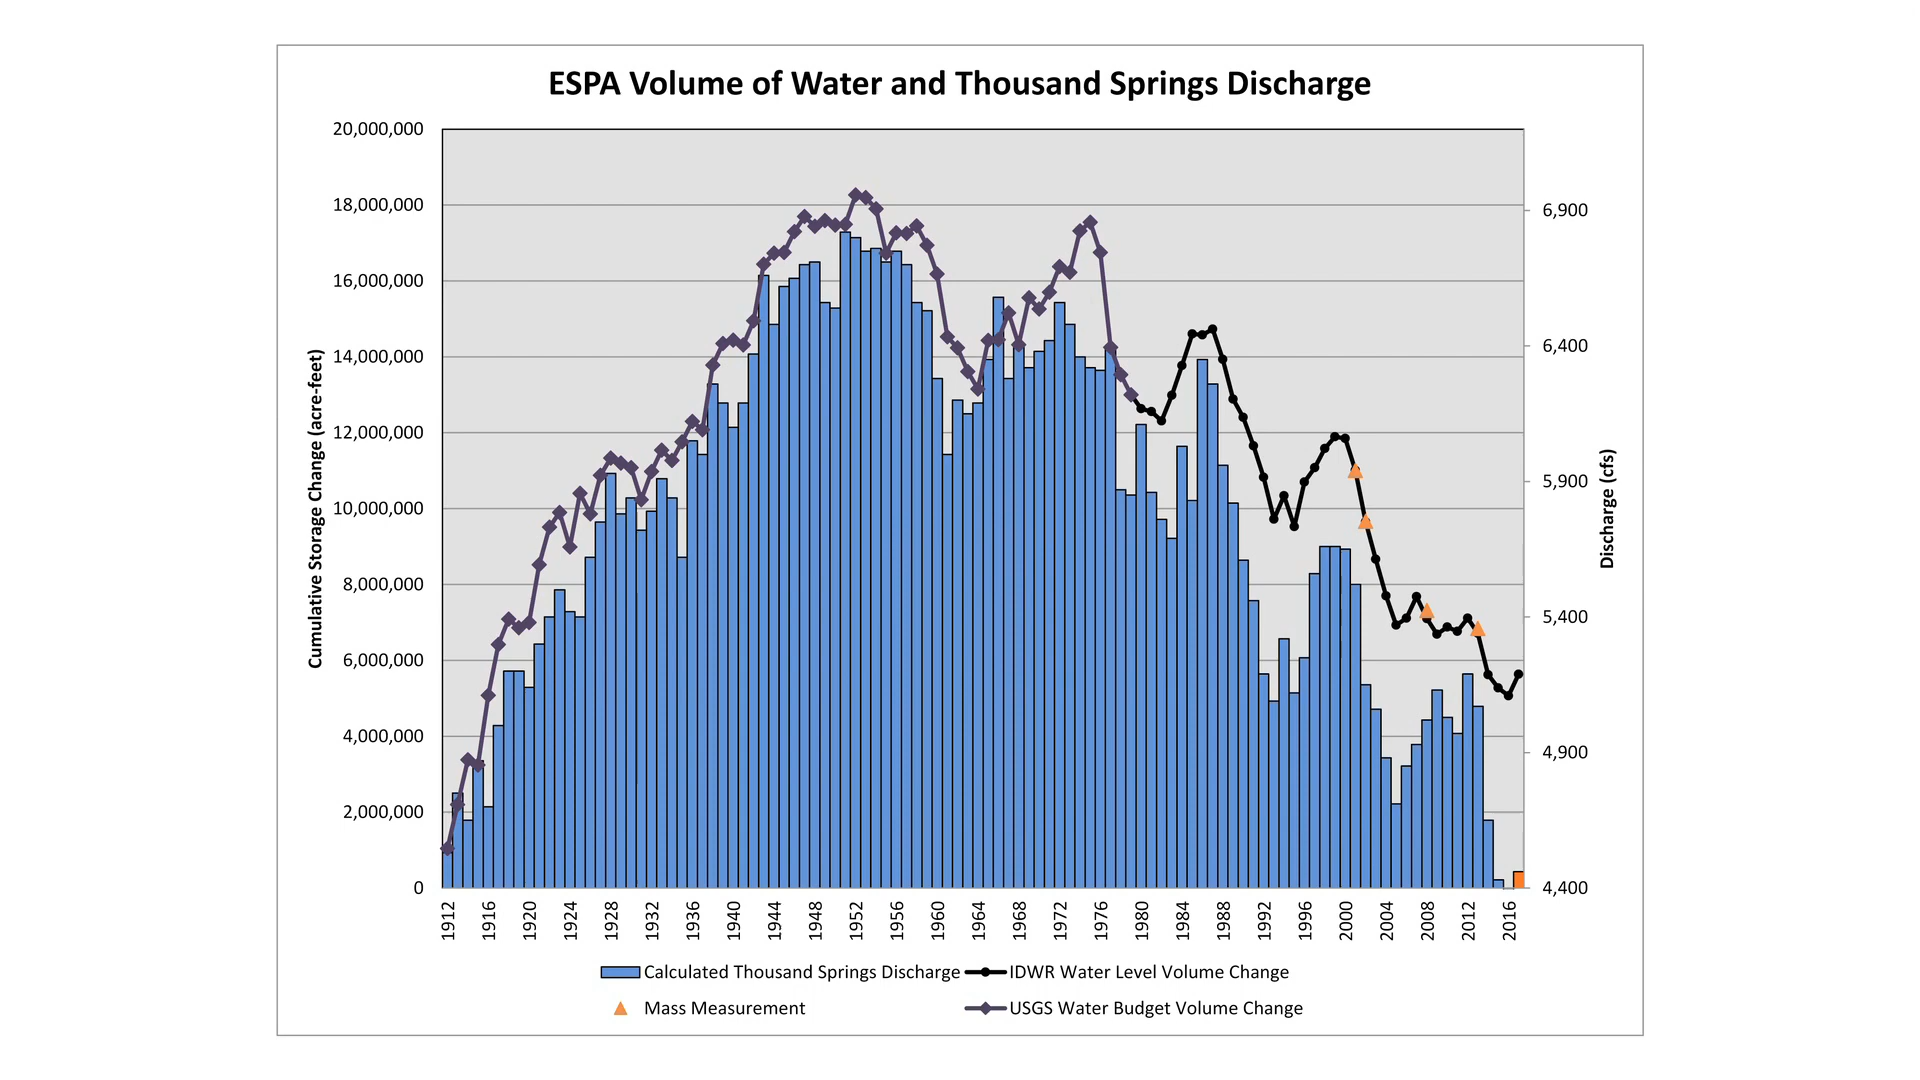 ESPA Volume of Water and Thousand Springs Discharge
20,000,000
18,000,000
16,000,000
14,000,000
12,000,000
10,000,000
8,000,000
6,000,000
4,000,000
2,000,000
0
Cumulative Storage Change (acre-feet)
6,900
6,400
5,900
5,400
4,900
4,400
Discharge (cfs)
1912 1916 1920 1924 1928 1932 1936 1940 1944 1948 1952 1956 1960 1964 1968 1972 1976 1980 1984 1988 1992 1996 2000 2004 2008 2012 2016
Calculated Thousand Springs Discharge IDWR Water Level Volume Change
Mass Measurement USGS Water Budget Volume Change